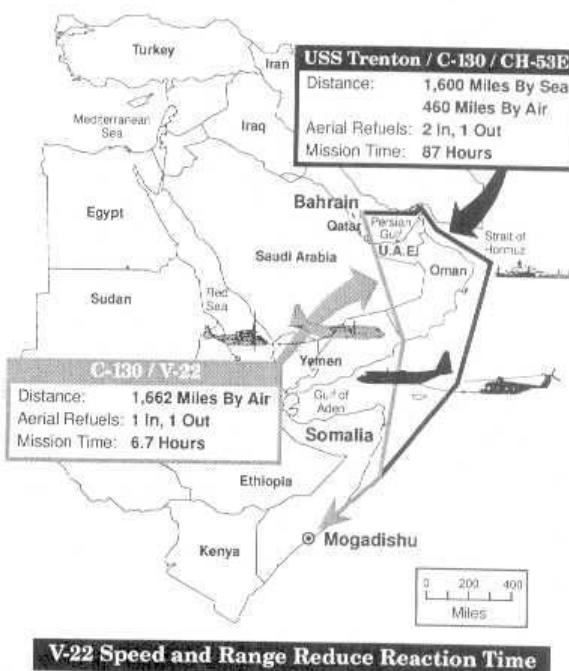 Turkey
Iran
USS Trenton / C-130 / CH-53E
Distance: 1,600 Miles By Sea
460 Miles By Air
Aerial Refuels: 2 In, 1 Out
Mission Time: 87 Hours
Mediterranean
Sea
Iraq
Bahrain
Egypt
Qatar
Persian
Gulf
Strait of
Hormuz
U.A.E.
Saudi Arabia
Oman
Sudan
Red
Sea
Yemen
C-130 / V-22
Distance: 1,662 Miles By Air
Aerial Refuels: 1 In, 1 Out
Mission Time: 6.7 Hours
Gulf of
Aden
Somalia
Ethiopia
Kenya
Mogadishu
0 200 400
Miles
V-22 Speed and Range Reduce Reaction Time